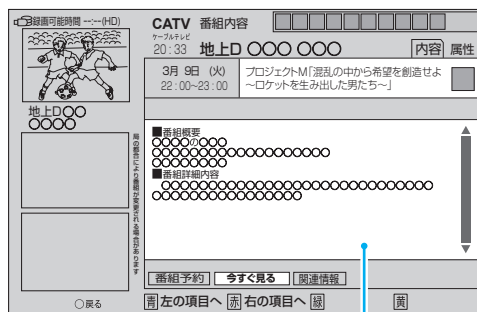 録画可能時間 --:--(HD)
CATV 番組内容
ケーブルテレビ
20:33 地上D ○○○ ○○○
内容 属性
3月 9日 (火)
22:00~23:00
プロジェクトM「混乱の中から希望を創造せよ
~ロケットを生み出した男たち~」
地上D○○
○○○○
局の都合により番組が変更される場合があります
■番組概要
○○○○の○○○
○○○○○○○○○○○○○○○○○○○
○○○○○○○○
■番組詳細内容
○○○○○○○○○○○○○○○○○○○○○○○○○○○○○
○○○○○○○○○○○○○○○○
番組予約 今すぐ見る 関連情報
○戻る
青 左の項目へ 赤 右の項目へ 緑 黄